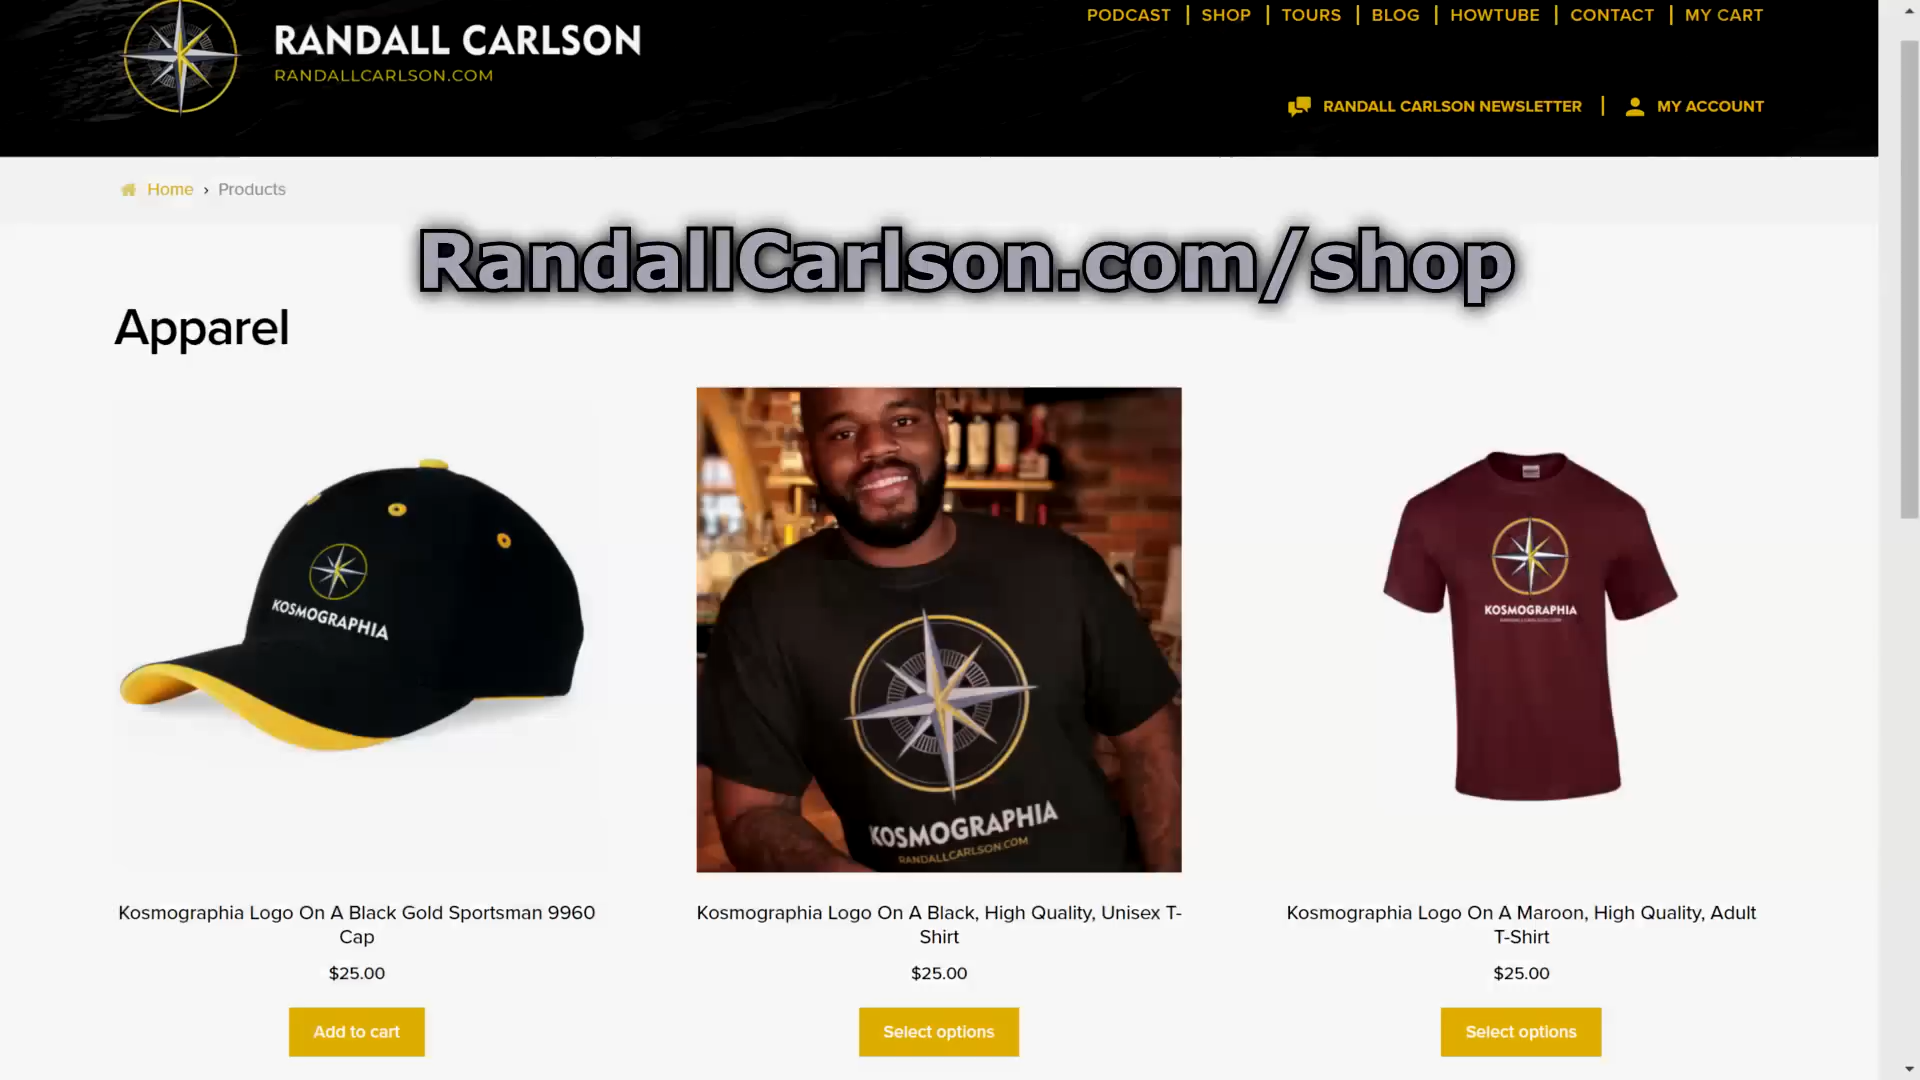 RANDALL CARLSON
RANDALLCARLSON.COM
PODCAST | SHOP | TOURS | BLOG | HOWTUBE | CONTACT | MY CART
RANDALL CARLSON NEWSLETTER | MY ACCOUNT
Home › Products
RandallCarlson.com/shop
Apparel
KOSMOGRAPHIA
KOSMOGRAPHIA
RANDALLCARLSON.COM
KOSMOGRAPHIA
RANDALLCARLSON.COM
Kosmographia Logo On A Black Gold Sportsman 9960
Cap
$25.00
Add to cart
Kosmographia Logo On A Black, High Quality, Unisex T-
Shirt
$25.00
Select options
Kosmographia Logo On A Maroon, High Quality, Adult
T-Shirt
$25.00
Select options